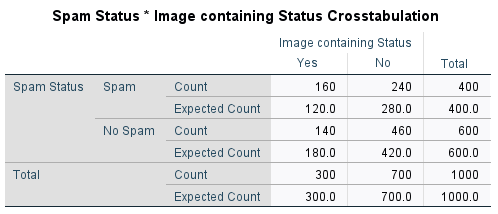 Spam Status * Image containing Status Crosstabulation
Image containing Status
Yes No Total
Spam Status Spam Count 160 240 400
Expected Count 120.0 280.0 400.0
No Spam Count 140 460 600
Expected Count 180.0 420.0 600.0
Total Count 300 700 1000
Expected Count 300.0 700.0 1000.0